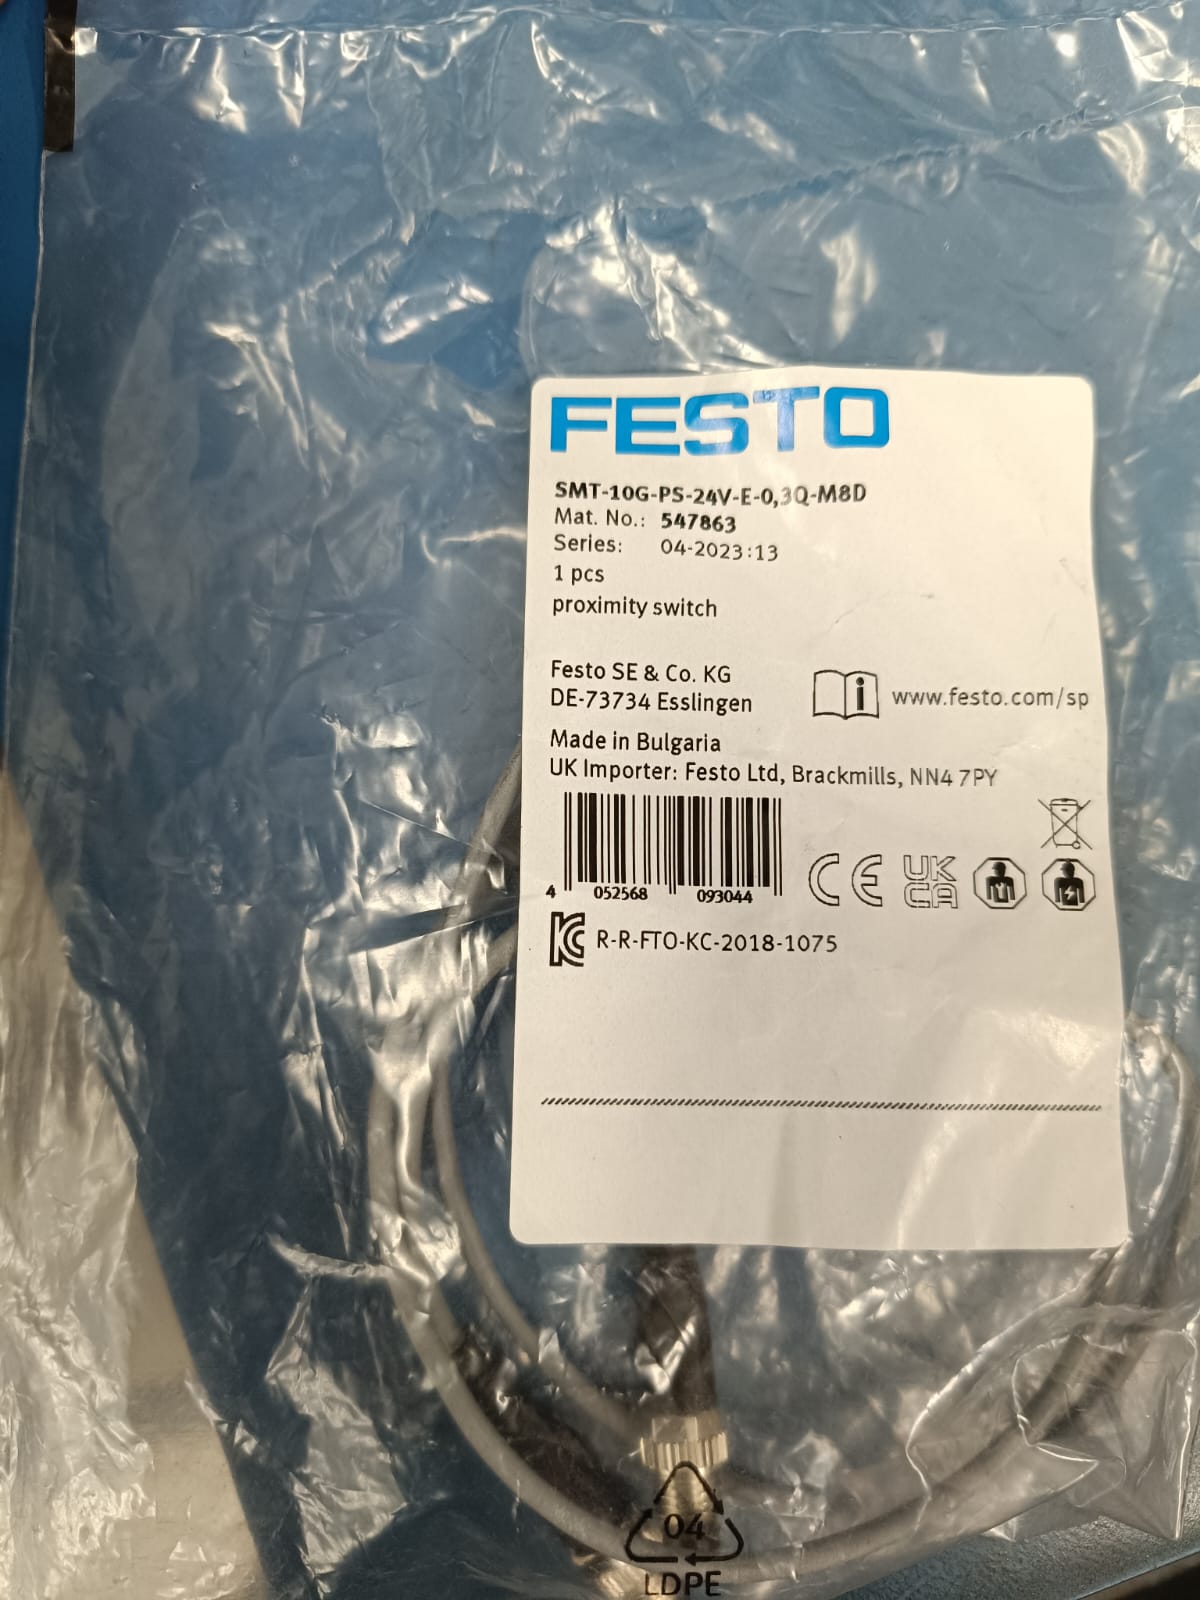 FESTO
SMT-10G-PS-24V-E-0,3Q-M8D
Mat. No.: 547863
Series: 04-2023:13
1 pcs
proximity switch
Festo SE & Co. KG
DE-73734 Esslingen
www.festo.com/sp
Made in Bulgaria
UK Importer: Festo Ltd, Brackmills, NN4 7PY
4 052568 093044
CE
UK
CA
KC R-R-FTO-KC-2018-1075
04
LDPE